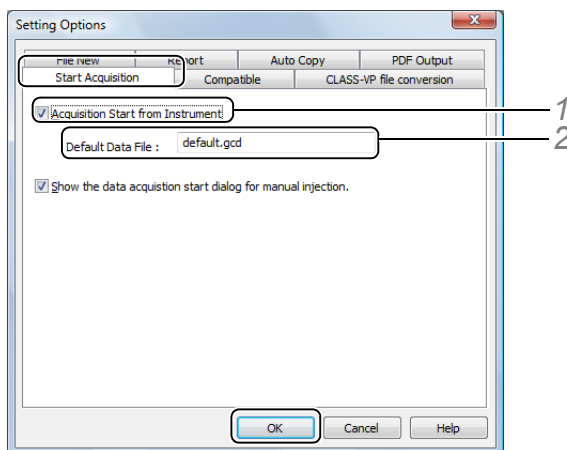 Setting Options
File New Report Auto Copy PDF Output
Start Acquisition Compatible CLASS-VP file conversion
Acquisition Start from Instrument 1
Default Data File : default.gcd 2
Show the data acquistion start dialog for manual injection.
OK Cancel Help